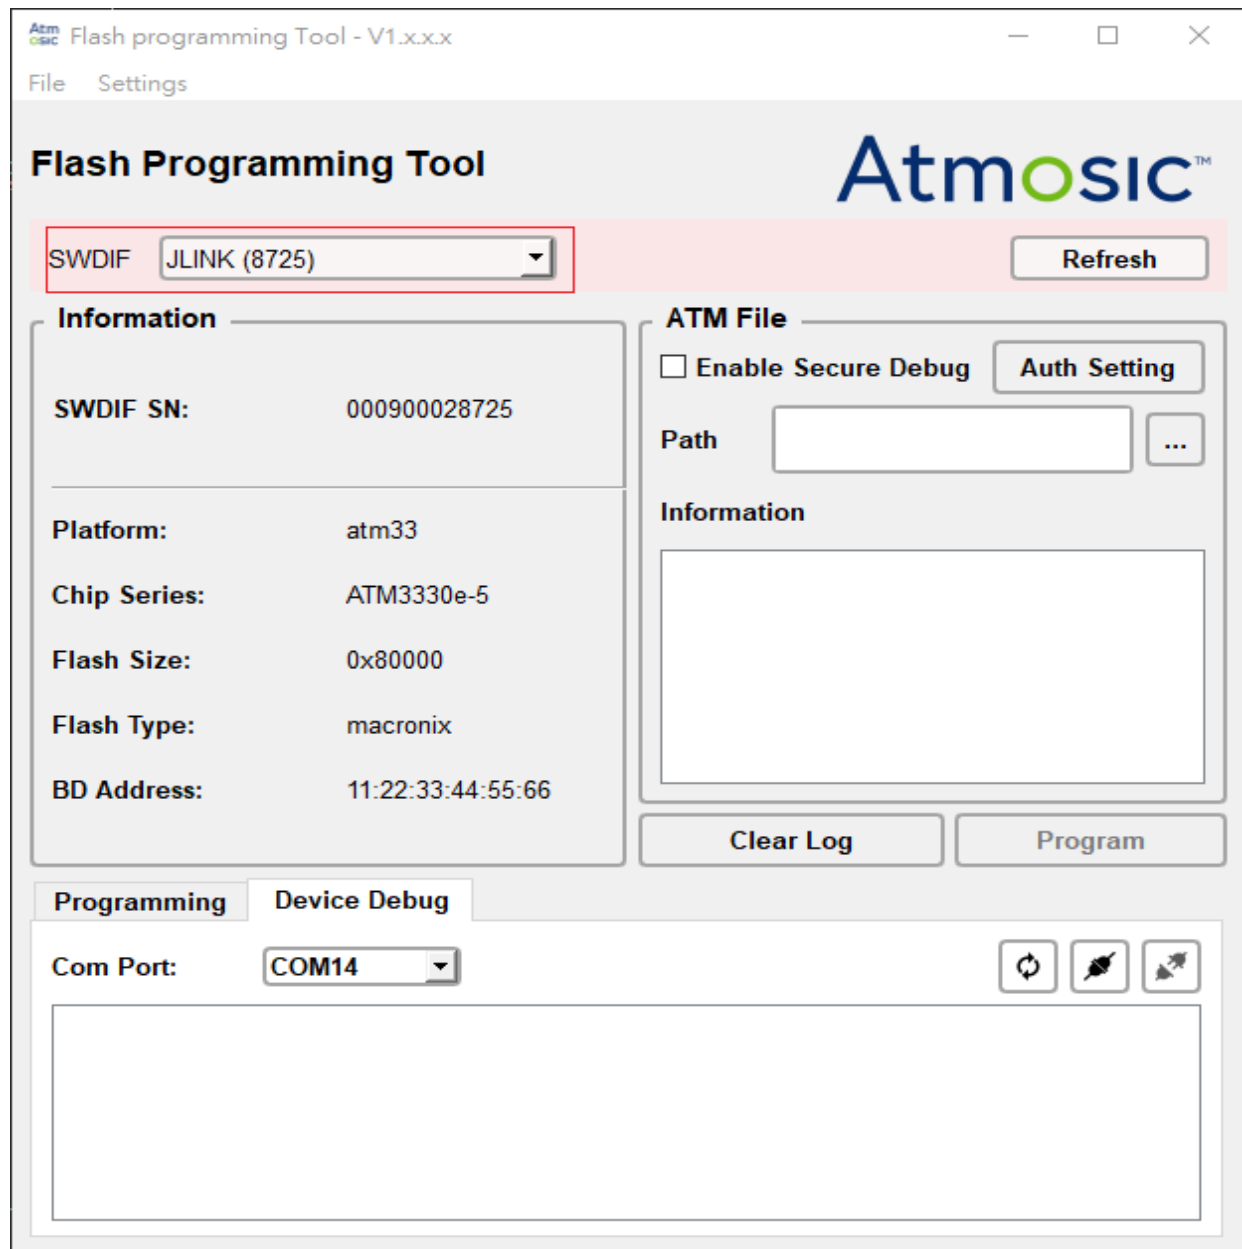 Atmosic Flash programming Tool - V1.x.x.x
File Settings
Flash Programming Tool
Atmosic™
SWDIF JLINK (8725) Refresh
Information
SWDIF SN: 000900028725
Platform: atm33
Chip Series: ATM3330e-5
Flash Size: 0x80000
Flash Type: macronix
BD Address: 11:22:33:44:55:66
ATM File
Enable Secure Debug Auth Setting
Path ...
Information
Clear Log Program
Programming Device Debug
Com Port: COM14